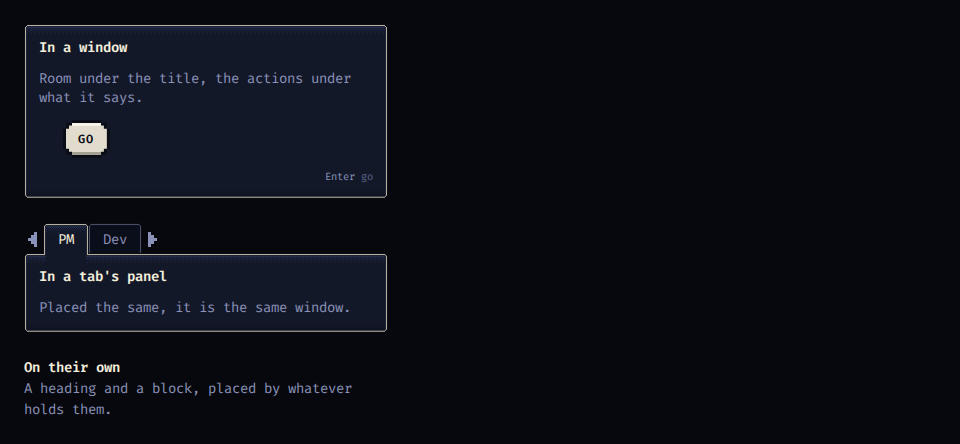 In a window
Room under the title, the actions under
what it says.
GO
Enter go
PM Dev
In a tab's panel
Placed the same, it is the same window.
On their own
A heading and a block, placed by whatever
holds them.